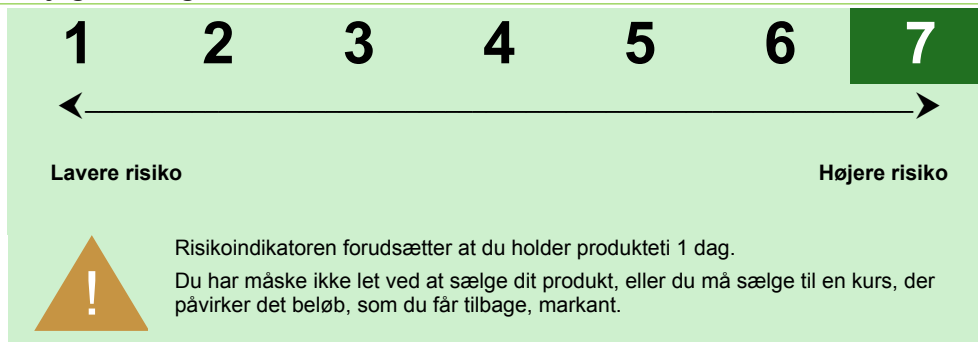 1 2 3 4 5 6 7
Lavere risiko Højere risiko
Risikoindikatoren forudsætter at du holder produkteti 1 dag.
Du har måske ikke let ved at sælge dit produkt, eller du må sælge til en kurs, der
påvirker det beløb, som du får tilbage, markant.
!